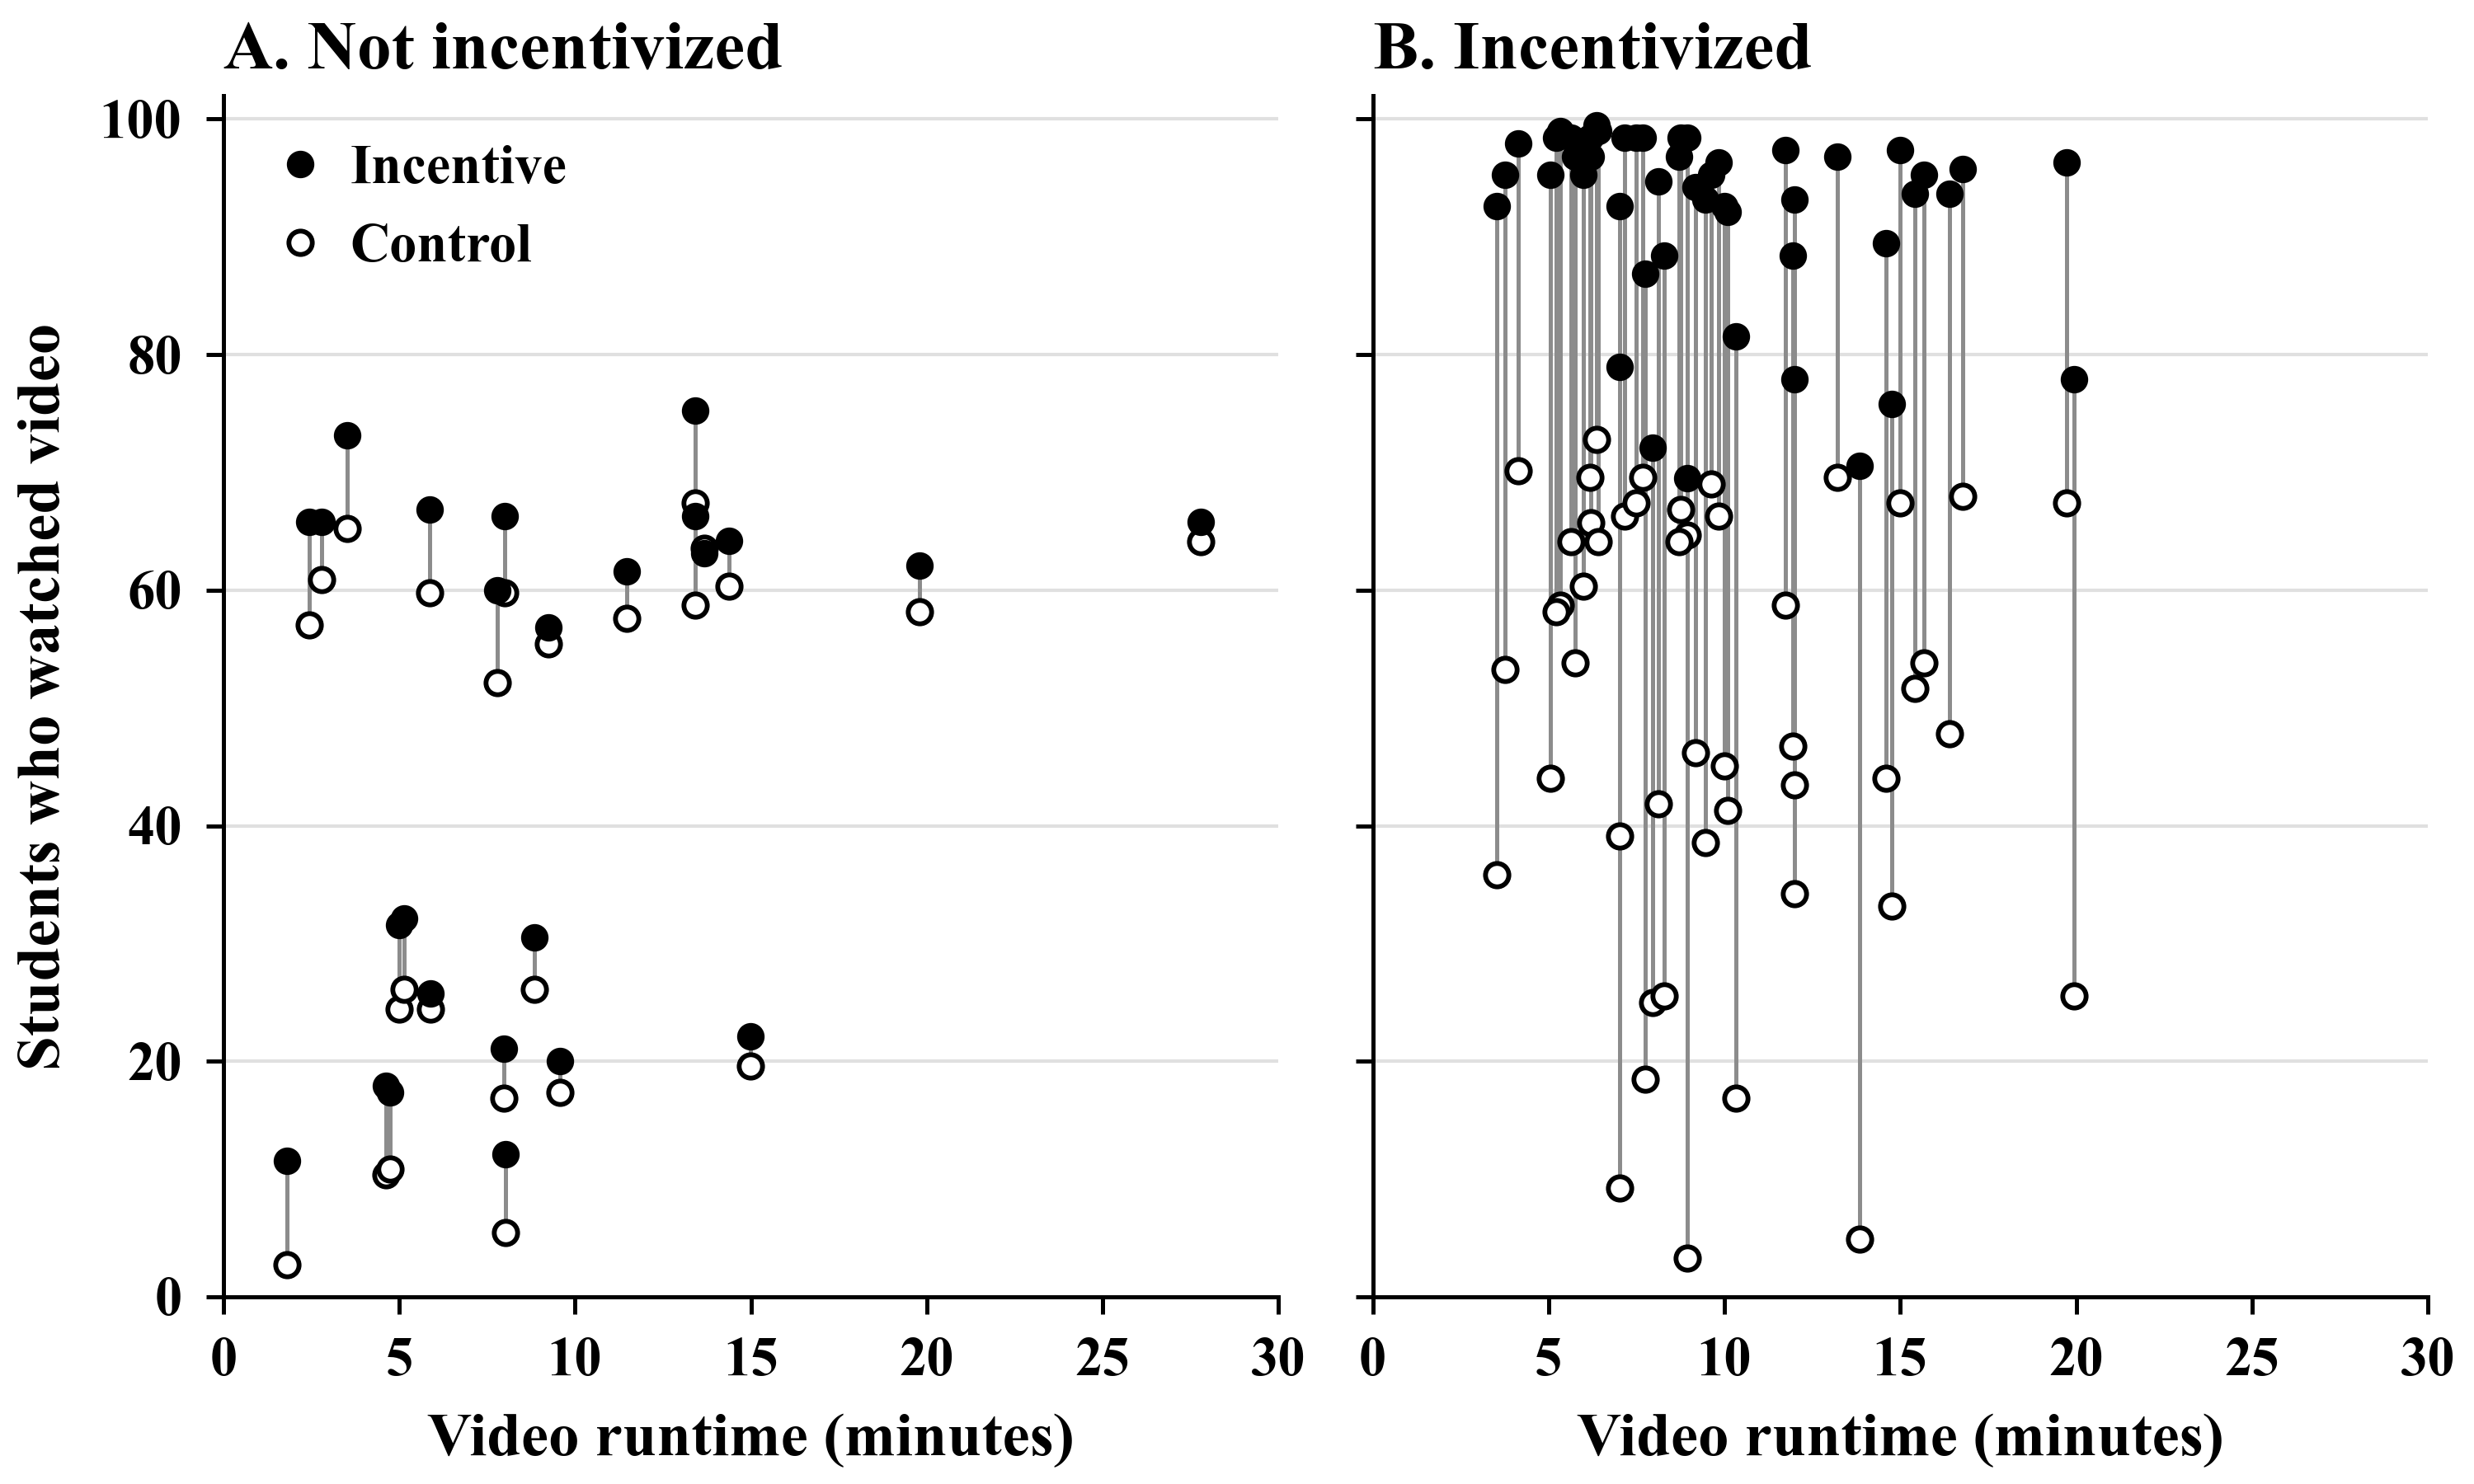 A. Not incentivized
B. Incentivized
100
80
60
40
20
0
Incentive
Control
Students who watched video
0 5 10 15 20 25 30
0 5 10 15 20 25 30
Video runtime (minutes)
Video runtime (minutes)